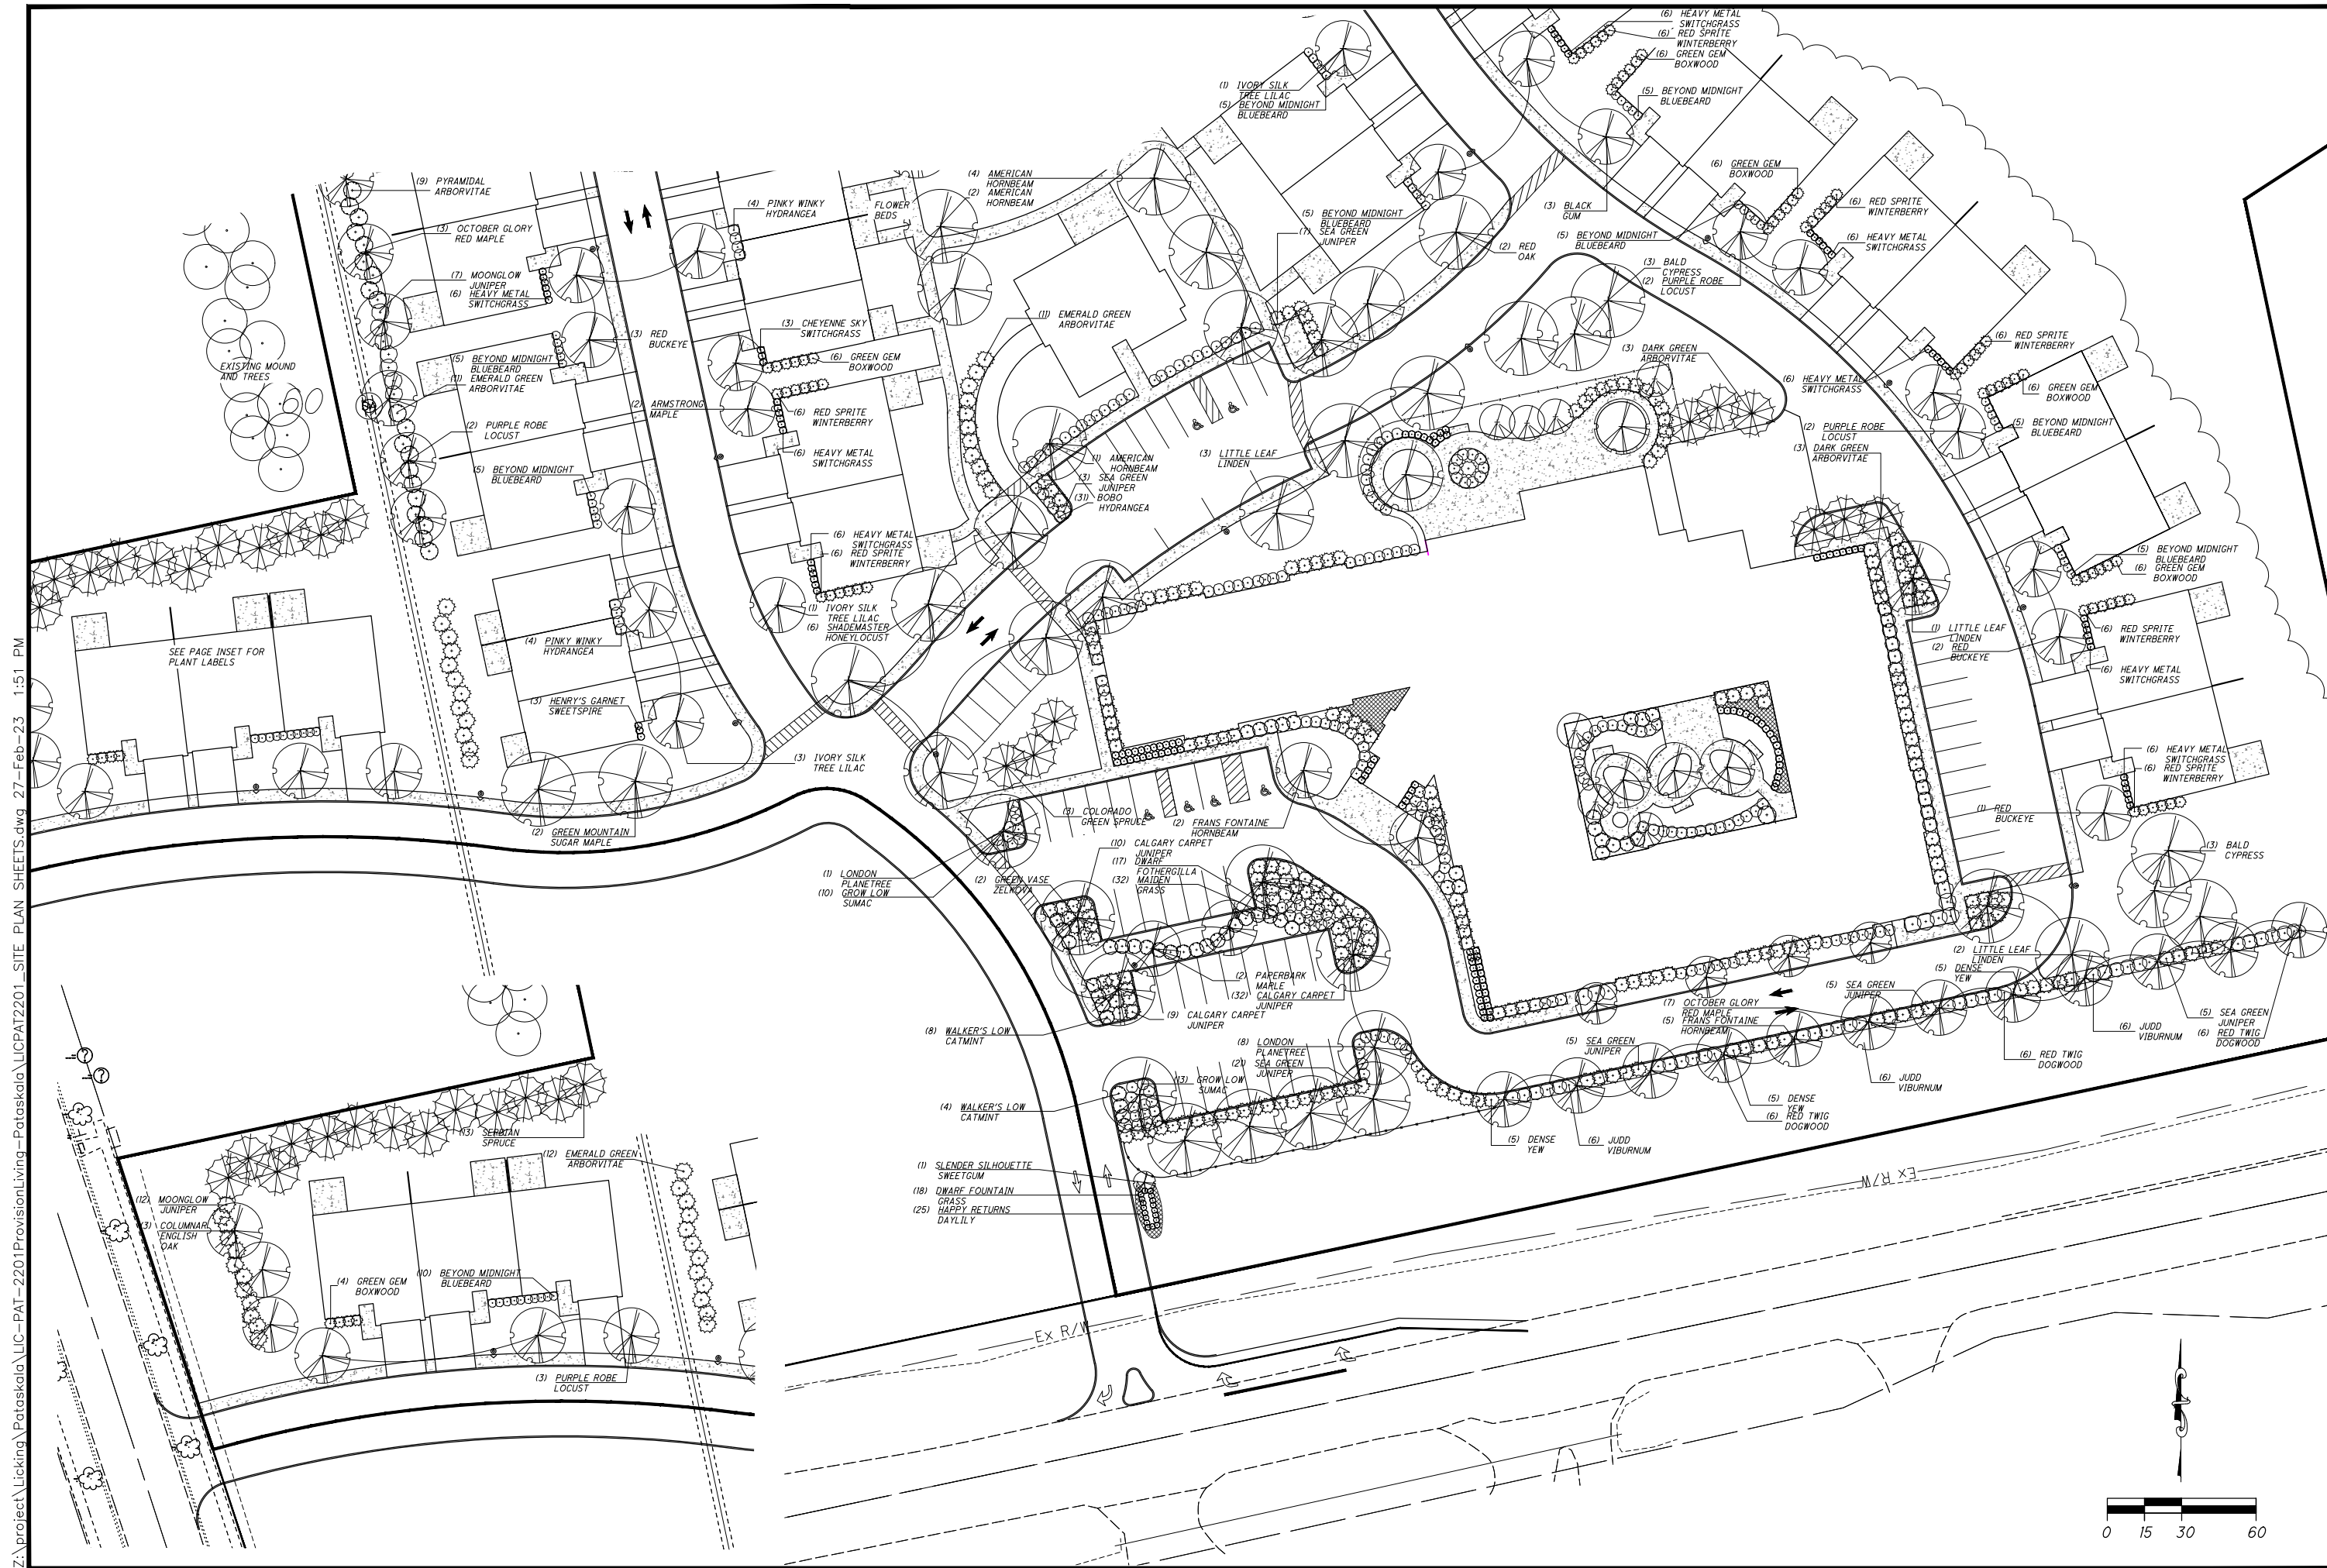 Z:\project\Licking\Pataskala\LIC-PAT-2201ProvisionLiving-Pataskala\LICPAT2201_SITE PLAN SHEETS.dwg 27-Feb-23 1:51 PM
(6) HEAVY METAL
SWITCHGRASS
(6) RED SPRITE
WINTERBERRY
(6) GREEN GEM
BOXWOOD
(1) IVORY SILK
TREE LILAC
(5) BEYOND MIDNIGHT
BLUEBEARD
(5) BEYOND MIDNIGHT
BLUEBEARD
(9) PYRAMIDAL
ARBORVITAE
(4) AMERICAN
HORNBEAM
(2) AMERICAN
HORNBEAM
(6) GREEN GEM
BOXWOOD
(4) PINKY WINKY
HYDRANGEA
FLOWER
BEDS
(5) BEYOND MIDNIGHT
BLUEBEARD
(7) SEA GREEN
JUNIPER
(3) BLACK
GUM
(6) RED SPRITE
WINTERBERRY
(3) OCTOBER GLORY
RED MAPLE
(2) RED
OAK
(5) BEYOND MIDNIGHT
BLUEBEARD
(6) HEAVY METAL
SWITCHGRASS
(7) MOONGLOW
JUNIPER
(6) HEAVY METAL
SWITCHGRASS
(3) BALD
CYPRESS
(2) PURPLE ROBE
LOCUST
(11) EMERALD GREEN
ARBORVITAE
(3) CHEYENNE SKY
SWITCHGRASS
(3) RED
BUCKEYE
(6) RED SPRITE
WINTERBERRY
(5) BEYOND MIDNIGHT
BLUEBEARD
(11) EMERALD GREEN
ARBORVITAE
(6) GREEN GEM
BOXWOOD
(3) DARK GREEN
ARBORVITAE
EXISTING MOUND
AND TREES
(6) HEAVY METAL
SWITCHGRASS
(6) GREEN GEM
BOXWOOD
(2) ARMSTRONG
MAPLE
(6) RED SPRITE
WINTERBERRY
(2) PURPLE ROBE
LOCUST
(2) PURPLE ROBE
LOCUST
(5) BEYOND MIDNIGHT
BLUEBEARD
(3) DARK GREEN
ARBORVITAE
(6) HEAVY METAL
SWITCHGRASS
(1) AMERICAN
HORNBEAM
(3) SEA GREEN
JUNIPER
(31) BOBO
HYDRANGEA
(3) LITTLE LEAF
LINDEN
(5) BEYOND MIDNIGHT
BLUEBEARD
(6) HEAVY METAL
SWITCHGRASS
(6) RED SPRITE
WINTERBERRY
(5) BEYOND MIDNIGHT
BLUEBEARD
(6) GREEN GEM
BOXWOOD
(1) IVORY SILK
TREE LILAC
(6) SHADEMASTER
HONEYLOCUST
(1) LITTLE LEAF
LINDEN
(2) RED
BUCKEYE
(6) RED SPRITE
WINTERBERRY
(4) PINKY WINKY
HYDRANGEA
SEE PAGE INSET FOR
PLANT LABELS
(6) HEAVY METAL
SWITCHGRASS
(3) HENRY'S GARNET
SWEETSPIRE
(3) IVORY SILK
TREE LILAC
(6) HEAVY METAL
SWITCHGRASS
(6) RED SPRITE
WINTERBERRY
(1) RED
BUCKEYE
(3) COLORADO
GREEN SPRUCE
(2) FRANS FONTAINE
HORNBEAM
(2) GREEN MOUNTAIN
SUGAR MAPLE
(3) BALD
CYPRESS
(10) CALGARY CARPET
JUNIPER
(17) DWARF
FOTHERGILLA
(32) MAIDEN
GRASS
(1) LONDON
PLANETREE
(10) GROW LOW
SUMAC
(2) GREEN VASE
ZELKOVA
(2) LITTLE LEAF
LINDEN
(5) DENSE
YEW
(2) PAPERBARK
MAPLE
(32) CALGARY CARPET
JUNIPER
(9) CALGARY CARPET
JUNIPER
(5) SEA GREEN
JUNIPER
(7) OCTOBER GLORY
RED MAPLE
(5) FRANS FONTAINE
HORNBEAM
(5) SEA GREEN
JUNIPER
(6) RED TWIG
DOGWOOD
(6) JUDD
VIBURNUM
(8) WALKER'S LOW
CATMINT
(8) LONDON
PLANETREE
(21) SEA GREEN
JUNIPER
(5) SEA GREEN
JUNIPER
(6) RED TWIG
DOGWOOD
(13) GROW LOW
SUMAC
(6) JUDD
VIBURNUM
(4) WALKER'S LOW
CATMINT
(5) DENSE
YEW
(6) RED TWIG
DOGWOOD
(5) DENSE
YEW
(6) JUDD
VIBURNUM
(13) SERBIAN
SPRUCE
(12) EMERALD GREEN
ARBORVITAE
(1) SLENDER SILHOUETTE
SWEETGUM
(18) DWARF FOUNTAIN
GRASS
(25) HAPPY RETURNS
DAYLILY
(12) MOONGLOW
JUNIPER
(3) COLUMNAR
ENGLISH
OAK
Ex R/W
(4) GREEN GEM
BOXWOOD
(10) BEYOND MIDNIGHT
BLUEBEARD
Ex R/W
(3) PURPLE ROBE
LOCUST
0 15 30 60